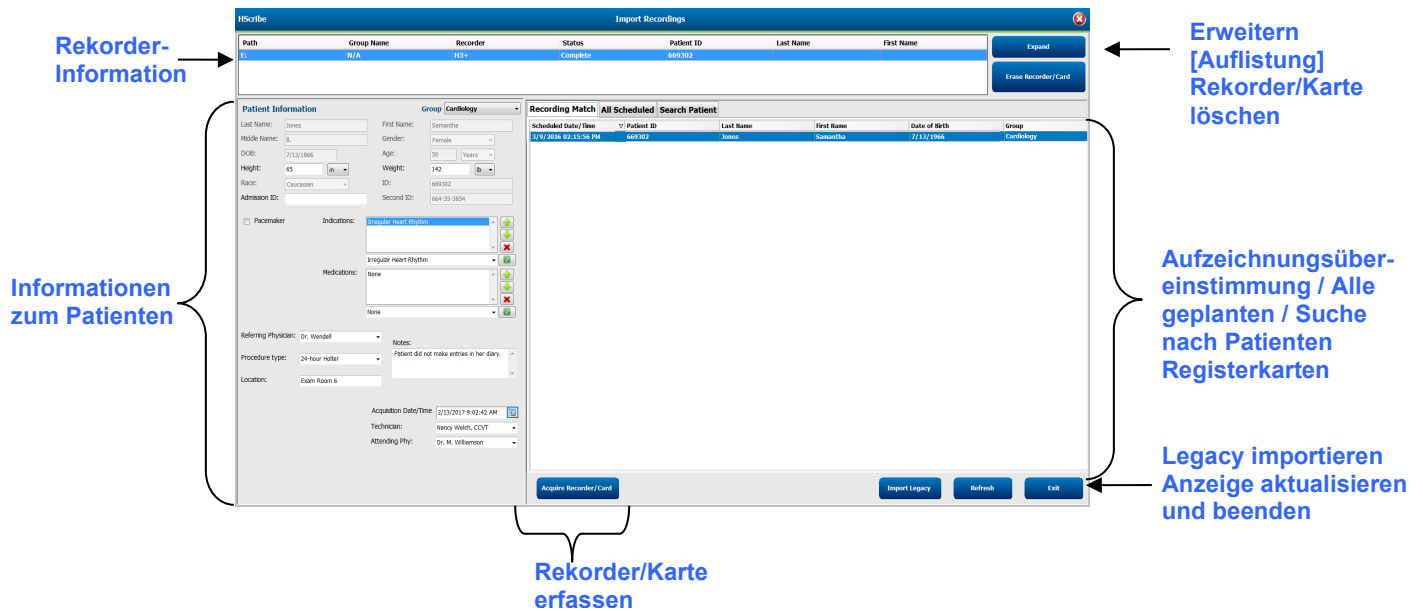 HScribe
Import Recordings
Rekorder-
Information
Path Group Name Recorder Status Patient ID Last Name First Name
E: N/A H3+ Complete 669302
Expand
Erase Recorder/Card
Erweitern
[Auflistung]
Rekorder/Karte
löschen
Patient Information
Group Cardiology
Last Name: Jones First Name: Samantha
Middle Name: B. Gender: Female
DOB: 7/13/1966 Age: 50 Years
Height: 65 in Weight: 142 lb
Race: Caucasian ID: 669302
Admission ID: Second ID: 664-35-3854
Pacemaker Indications: Irregular Heart Rhythm
Irregular Heart Rhythm
Medications: None
None
Referring Physician: Dr. Wendell
Notes:
Procedure type: 24-hour Holter
Patient did not make entries in her diary.
Location: Exam Room 6
Acquisition Date/Time 2/13/2017 9:02:42 AM
Technician: Nancy Welch, CCVT
Attending Phy: Dr. M. Williamson
Recording Match All Scheduled Search Patient
Scheduled Date/Time Patient ID Last Name First Name Date of Birth Group
3/9/2016 02:15:56 PM 669302 Jones Samantha 7/13/1966 Cardiology
Acquire Recorder/Card
Import Legacy
Refresh
Exit
Informationen
zum Patienten
Aufzeichnungsüber-
einstimmung / Alle
geplanten / Suche
nach Patienten
Registerkarten
Legacy importieren
Anzeige aktualisieren
und beenden
Rekorder/Karte
erfassen